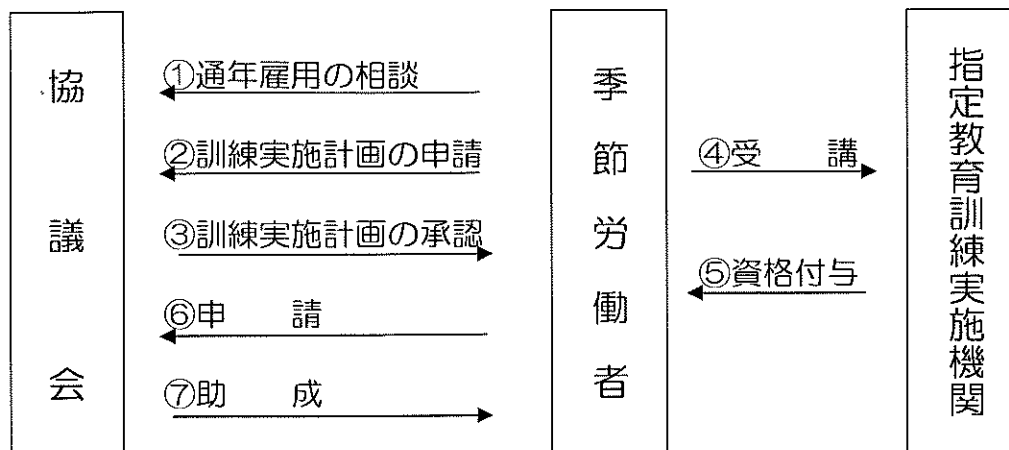 協議会
①通年雇用の相談
②訓練実施計画の申請
③訓練実施計画の承認
⑥申　請
⑦助　成
季節労働者
④受　講
⑤資格付与
指定教育訓練実施機関